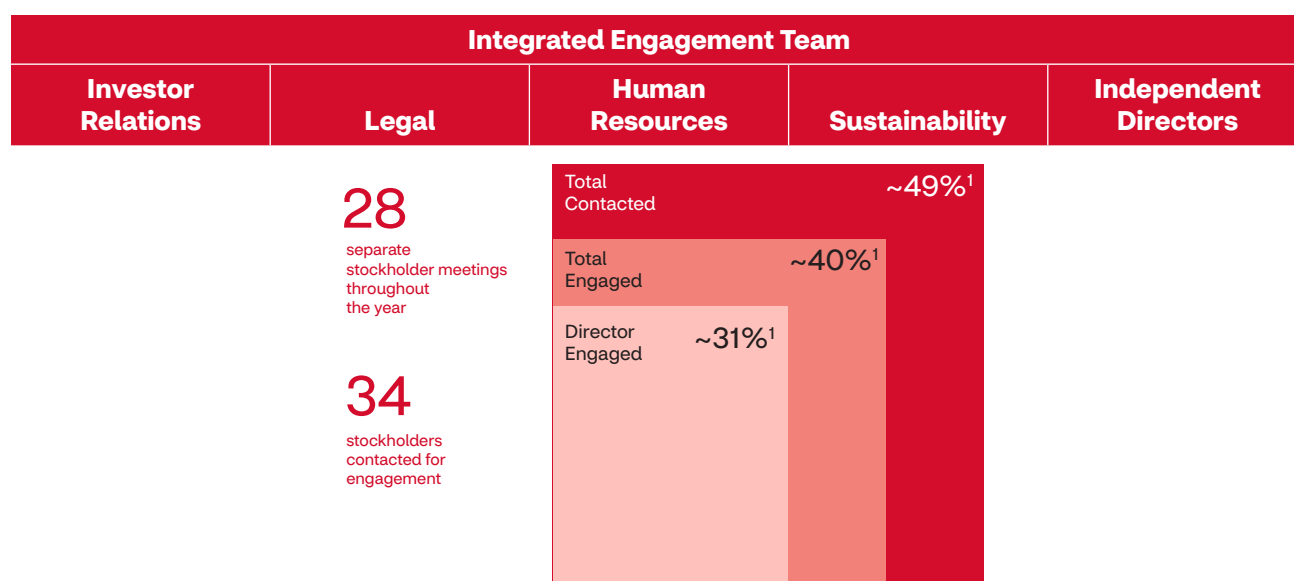 Integrated Engagement Team
Investor
Relations
Legal
Human
Resources
Sustainability
Independent
Directors
28
separate
stockholder meetings
throughout
the year
34
stockholders
contacted for
engagement
Total
Contacted
~49%¹
Total
Engaged
~40%¹
Director
Engaged
~31%¹